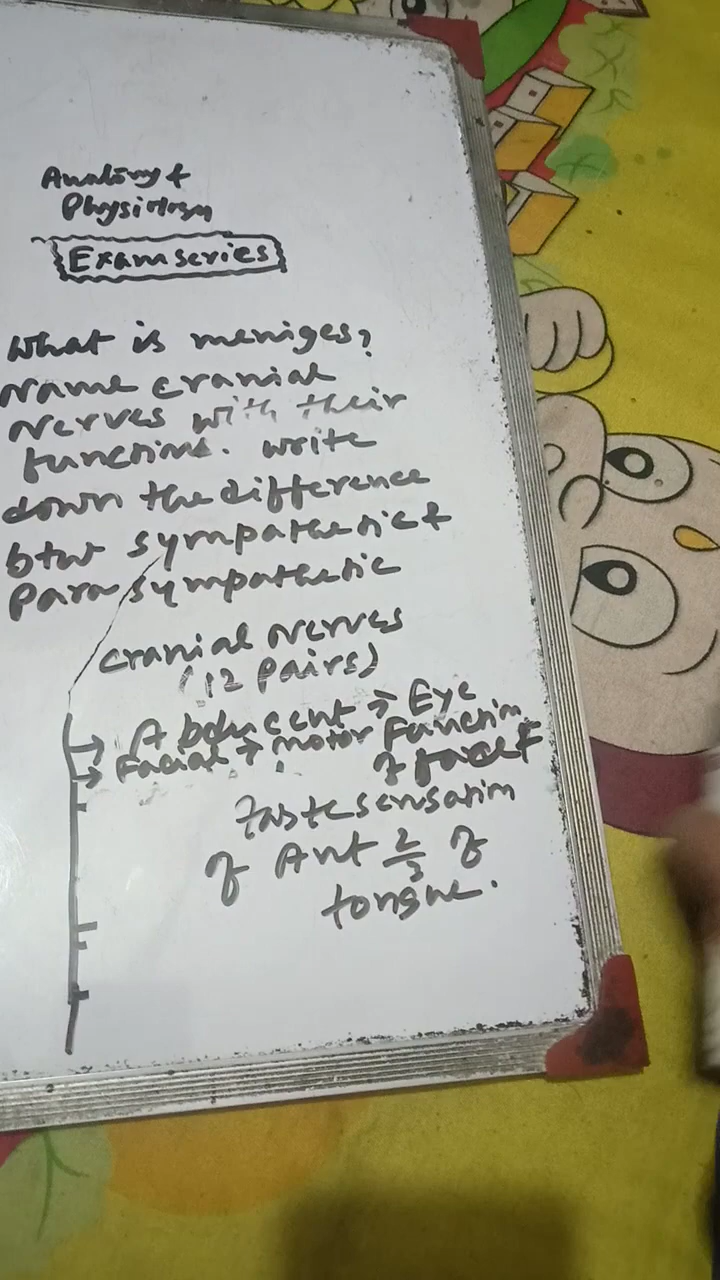 Anatomy &
Physiology
Exam series
What is meniges?
Name cranial
nerves with their
functions. write
down the difference
btw sympathetic &
Parasympathetic
Cranial nerves
(12 Pairs)
Abducent → Eye
Facial → motor Function
of face &
taste sensation
of Ant 2/3 of
tongue.